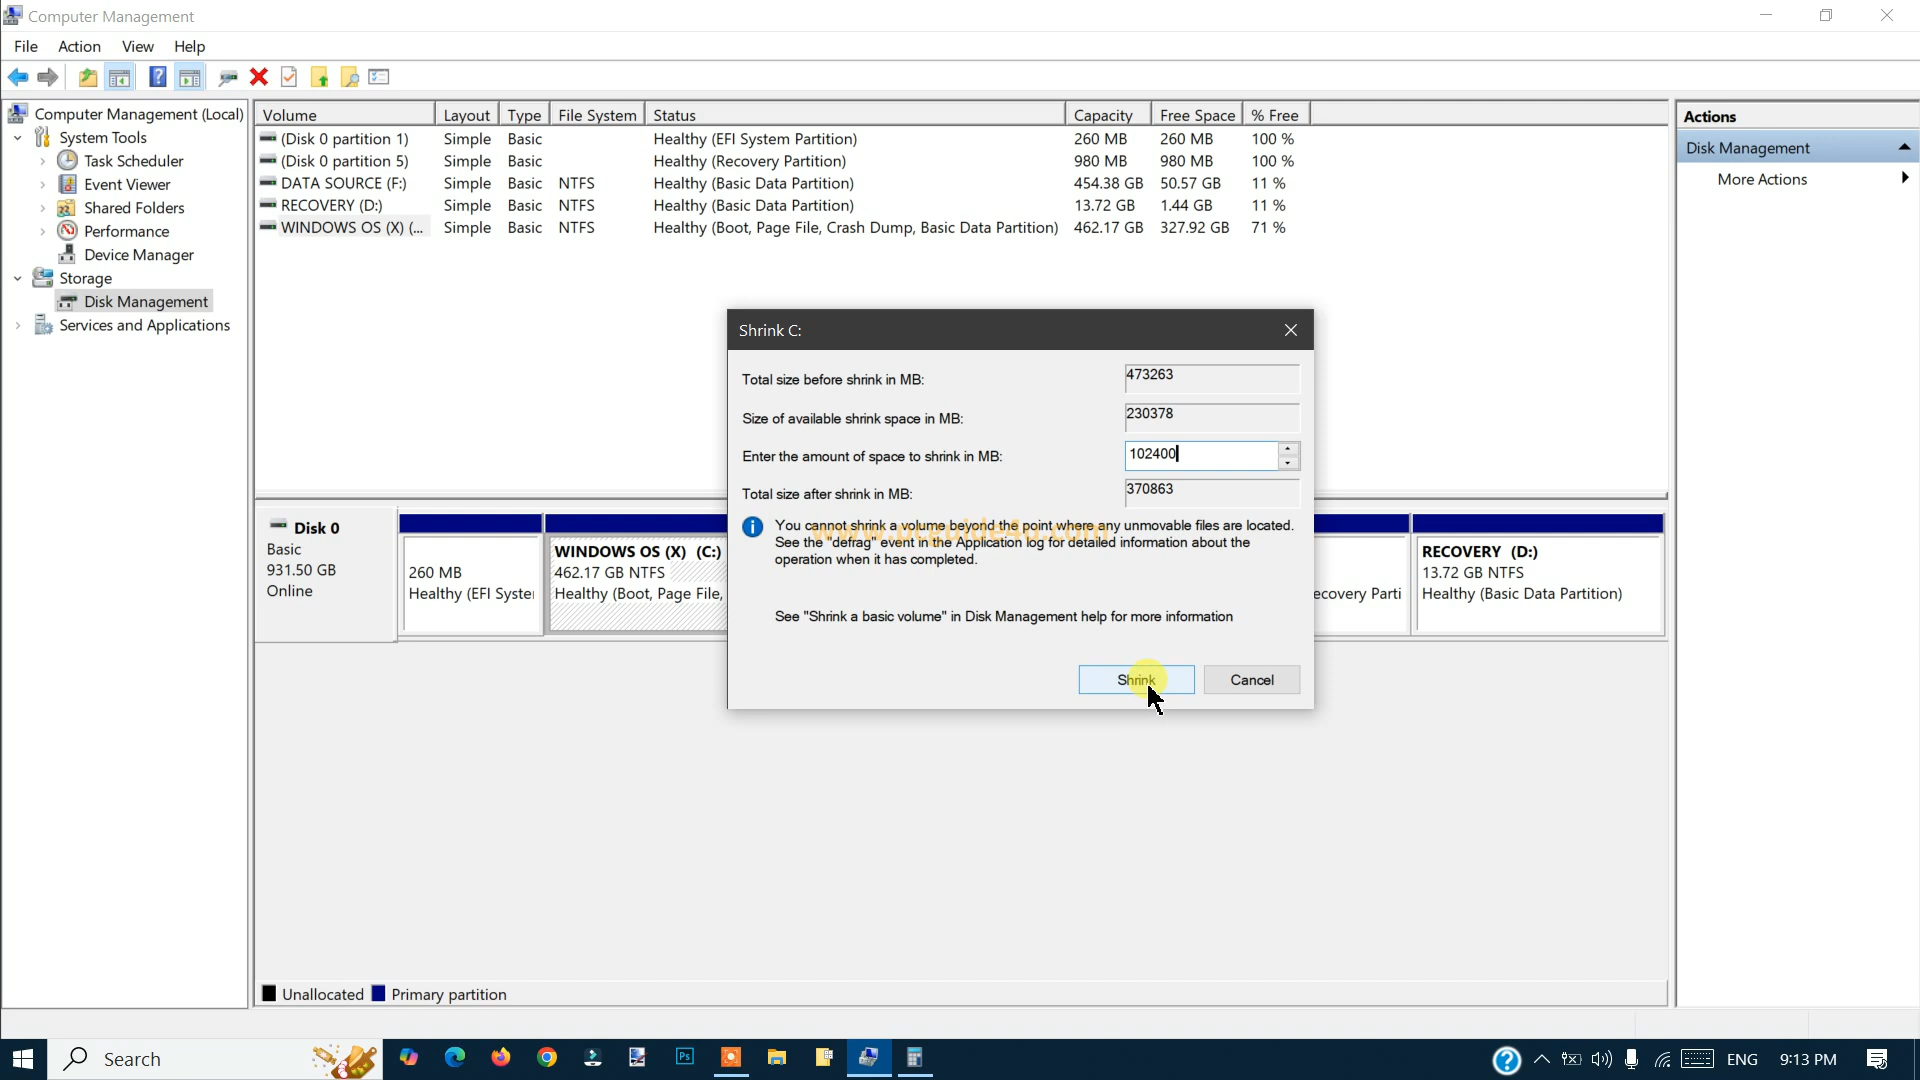 Computer Management
File Action View Help
Computer Management (Local)
System Tools
Task Scheduler
Event Viewer
Shared Folders
Performance
Device Manager
Storage
Disk Management
Services and Applications
Volume Layout Type File System Status Capacity Free Space % Free
(Disk 0 partition 1) Simple Basic Healthy (EFI System Partition) 260 MB 260 MB 100 %
(Disk 0 partition 5) Simple Basic Healthy (Recovery Partition) 980 MB 980 MB 100 %
DATA SOURCE (F:) Simple Basic NTFS Healthy (Basic Data Partition) 454.38 GB 50.57 GB 11 %
RECOVERY (D:) Simple Basic NTFS Healthy (Basic Data Partition) 13.72 GB 1.44 GB 11 %
WINDOWS OS (X) (... Simple Basic NTFS Healthy (Boot, Page File, Crash Dump, Basic Data Partition) 462.17 GB 327.92 GB 71 %
Actions
Disk Management
More Actions
Shrink C:
Total size before shrink in MB: 473263
Size of available shrink space in MB: 230378
Enter the amount of space to shrink in MB: 102400
Total size after shrink in MB: 370863
You cannot shrink a volume beyond the point where any unmovable files are located.
See the "defrag" event in the Application log for detailed information about the
operation when it has completed.
www.pcguide4u.com
See "Shrink a basic volume" in Disk Management help for more information
Shrink Cancel
Disk 0
Basic
931.50 GB
Online
260 MB
Healthy (EFI Syste
WINDOWS OS (X) (C:)
462.17 GB NTFS
Healthy (Boot, Page File,
ecovery Parti
RECOVERY (D:)
13.72 GB NTFS
Healthy (Basic Data Partition)
Unallocated Primary partition
Search
Ps
ENG 9:13 PM